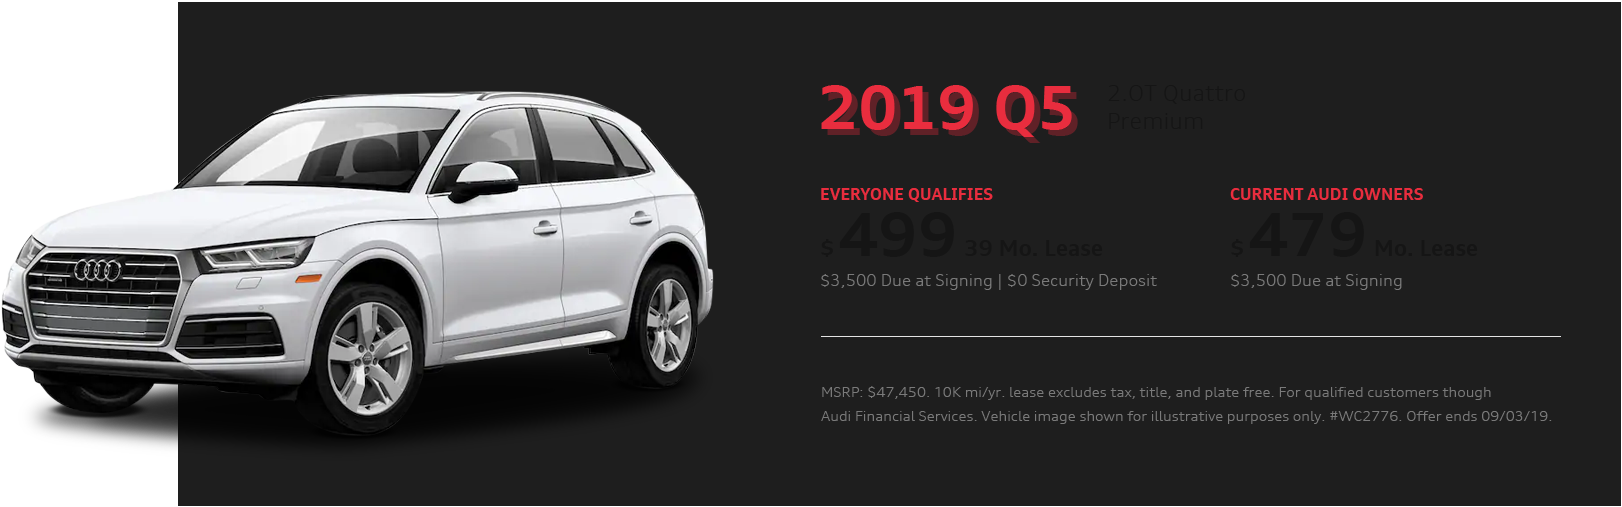 2019 Q5
2.0T Quattro
Premium
EVERYONE QUALIFIES
$499 39 Mo. Lease
$3,500 Due at Signing | $0 Security Deposit
CURRENT AUDI OWNERS
$479 Mo. Lease
$3,500 Due at Signing
MSRP: $47,450. 10K mi/yr. lease excludes tax, title, and plate free. For qualified customers though
Audi Financial Services. Vehicle image shown for illustrative purposes only. #WC2776. Offer ends 09/03/19.